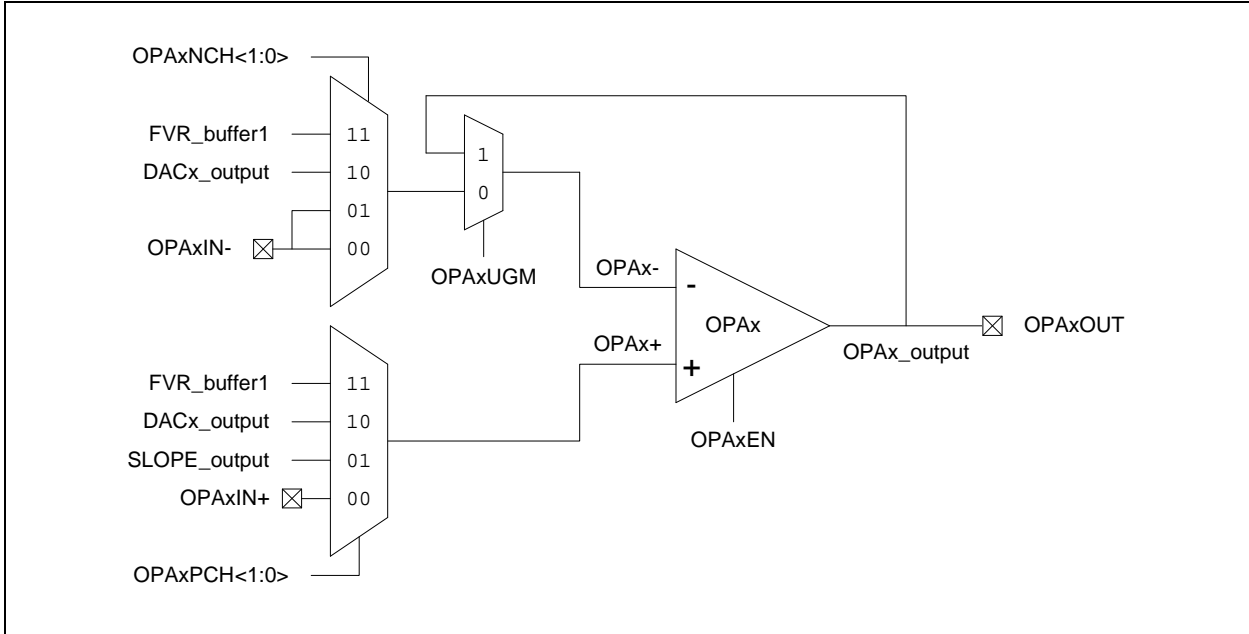 OPAxNCH<1:0>
FVR_buffer1
11
DACx_output
10
01
OPAxIN-
00
1
0
OPAxUGM
OPAx-
-
OPAx
OPAx+
+
OPAxOUT
OPAx_output
OPAxEN
FVR_buffer1
11
DACx_output
10
SLOPE_output
01
OPAxIN+
00
OPAxPCH<1:0>